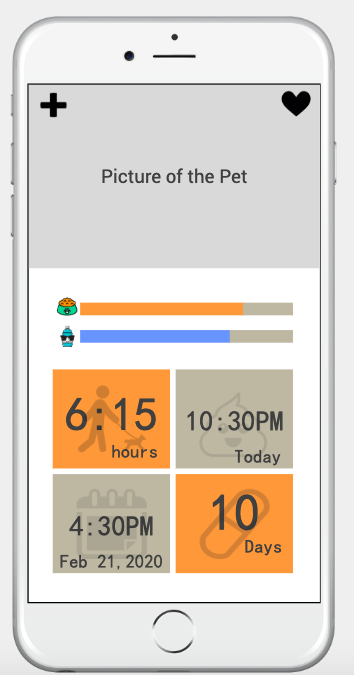 Picture of the Pet
6:15
hours
10:30PM
Today
4:30PM
Feb 21,2020
10
Days